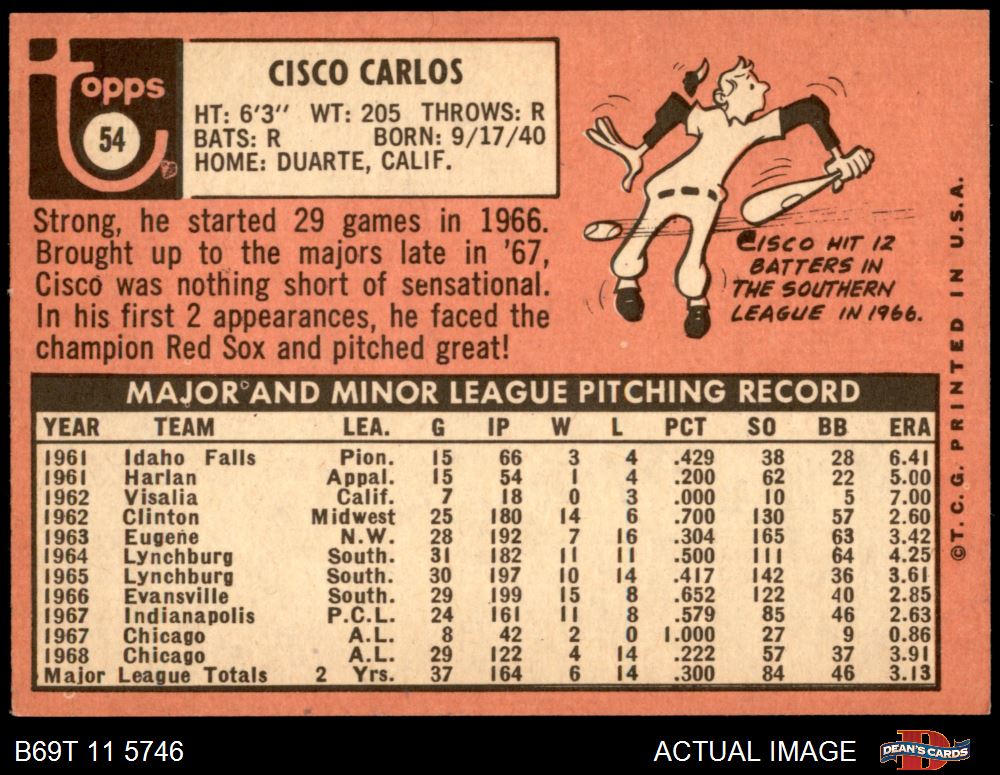 topps
54
CISCO CARLOS
HT: 6'3" WT: 205 THROWS: R
BATS: R BORN: 9/17/40
HOME: DUARTE, CALIF.
Strong, he started 29 games in 1966.
Brought up to the majors late in '67,
Cisco was nothing short of sensational.
In his first 2 appearances, he faced the
champion Red Sox and pitched great!
CISCO HIT 12
BATTERS IN
THE SOUTHERN
LEAGUE IN 1966.
MAJOR AND MINOR LEAGUE PITCHING RECORD
YEAR TEAM LEA. G IP W L PCT SO BB ERA
1961 Idaho Falls Pion. 15 66 3 4 .429 38 28 6.41
1961 Harlan Appal. 15 54 1 4 .200 62 22 5.00
1962 Visalia Calif. 7 18 0 3 .000 10 5 7.00
1962 Clinton Midwest 25 180 14 6 .700 130 57 2.60
1963 Eugene N.W. 28 192 7 16 .304 165 63 3.42
1964 Lynchburg South. 31 182 11 11 .500 111 64 4.25
1965 Lynchburg South. 30 197 10 14 .417 142 36 3.61
1966 Evansville South. 29 199 15 8 .652 122 40 2.85
1967 Indianapolis P.C.L. 24 161 11 8 .579 85 46 2.63
1967 Chicago A.L. 8 42 2 0 1.000 27 9 0.86
1968 Chicago A.L. 29 122 4 14 .222 57 37 3.91
Major League Totals 2 Yrs. 37 164 6 14 .300 84 46 3.13
©T.C.G. PRINTED IN U.S.A.
B69T 11 5746
ACTUAL IMAGE
D
DEAN'S CARDS